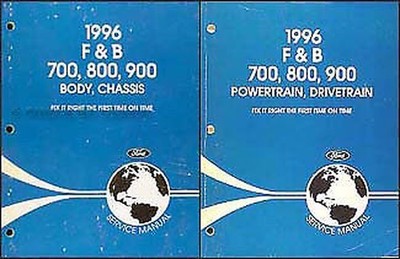 1996
F & B
700, 800, 900
BODY, CHASSIS
FIX IT RIGHT THE FIRST TIME ON TIME
Ford
SERVICE MANUAL
1996
F & B
700, 800, 900
POWERTRAIN, DRIVETRAIN
FIX IT RIGHT THE FIRST TIME ON TIME
Ford
SERVICE MANUAL